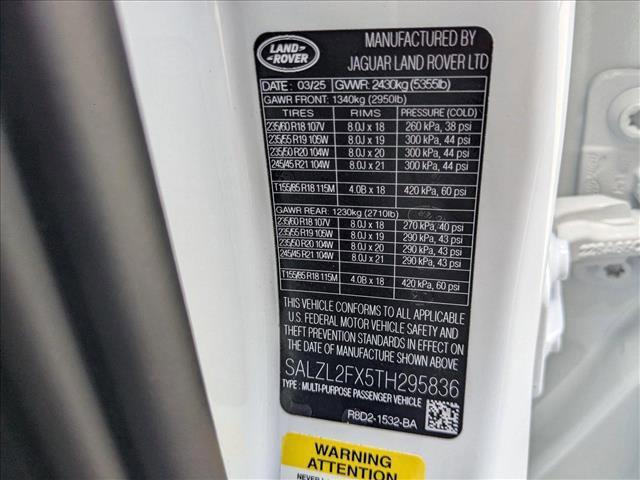 LAND-
ROVER
MANUFACTURED BY
JAGUAR LAND ROVER LTD
DATE : 03/25 GVWR: 2430kg (5355lb)
GAWR FRONT: 1340kg (2950lb)
TIRES RIMS PRESSURE (COLD)
235/60 R18 107V 8.0J x 18 260 kPa, 38 psi
235/55 R19 105W 8.0J x 19 300 kPa, 44 psi
235/50 R20 104W 8.0J x 20 300 kPa, 44 psi
245/45 R21 104W 8.0J x 21 300 kPa, 44 psi
T155/85 R18 115M 4.0B x 18 420 kPa, 60 psi
GAWR REAR: 1230kg (2710lb)
235/60 R18 107V 8.0J x 18 270 kPa, 40 psi
235/55 R19 105W 8.0J x 19 290 kPa, 43 psi
235/50 R20 104W 8.0J x 20 290 kPa, 43 psi
245/45 R21 104W 8.0J x 21 290 kPa, 43 psi
T155/85 R18 115M 4.0B x 18 420 kPa, 60 psi
THIS VEHICLE CONFORMS TO ALL APPLICABLE
U.S. FEDERAL MOTOR VEHICLE SAFETY AND
THEFT PREVENTION STANDARDS IN EFFECT ON
THE DATE OF MANUFACTURE SHOWN ABOVE
SALZL2FX5TH295836
TYPE : MULTI-PURPOSE PASSENGER VEHICLE
R8D2-1532-BA
WARNING
ATTENTION